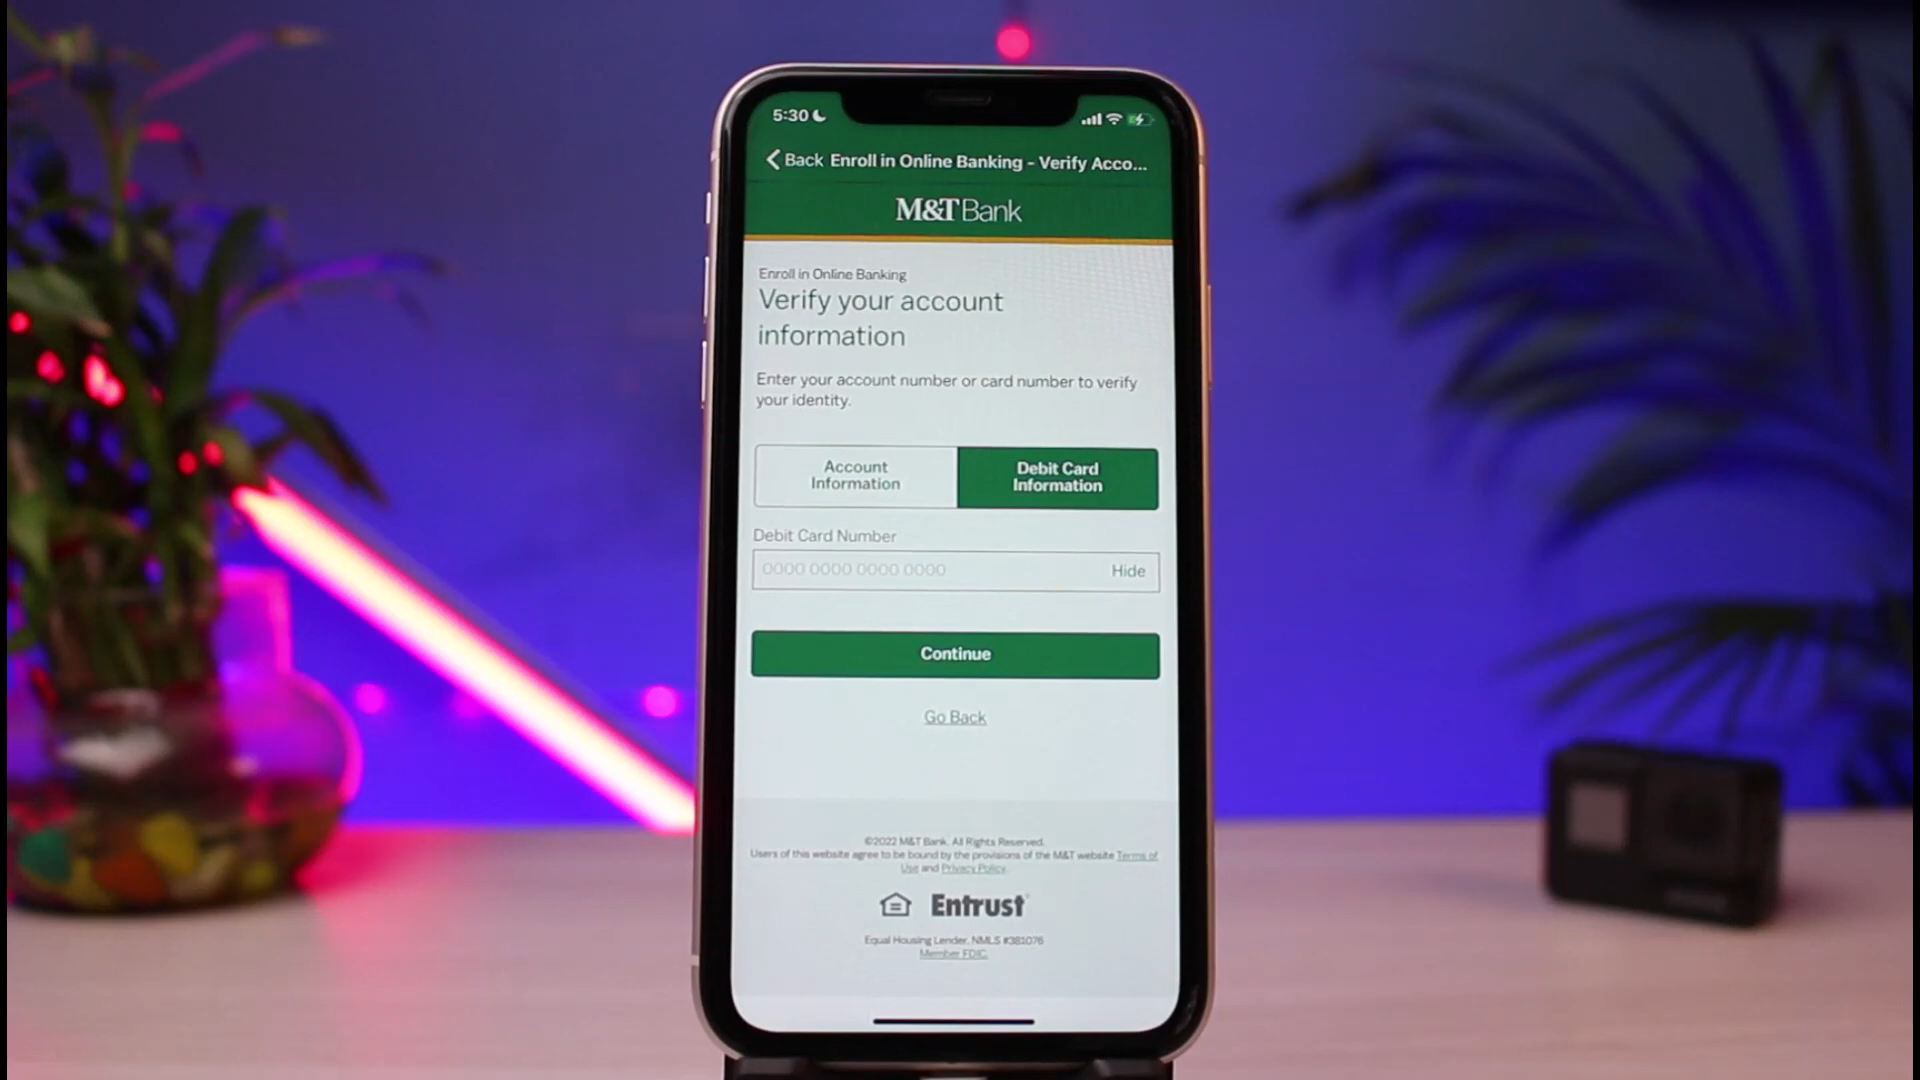 5:30
Back Enroll in Online Banking - Verify Acco...
M&T Bank
Enroll in Online Banking
Verify your account
information
Enter your account number or card number to verify
your identity.
Account
Information
Debit Card
Information
Debit Card Number
0000 0000 0000 0000
Hide
Continue
Go Back
©2022 M&T Bank. All Rights Reserved.
Users of this website agree to be bound by the provisions of the M&T website Terms of
Use and Privacy Policy.
Entrust
Equal Housing Lender. NMLS #381076
Member FDIC.